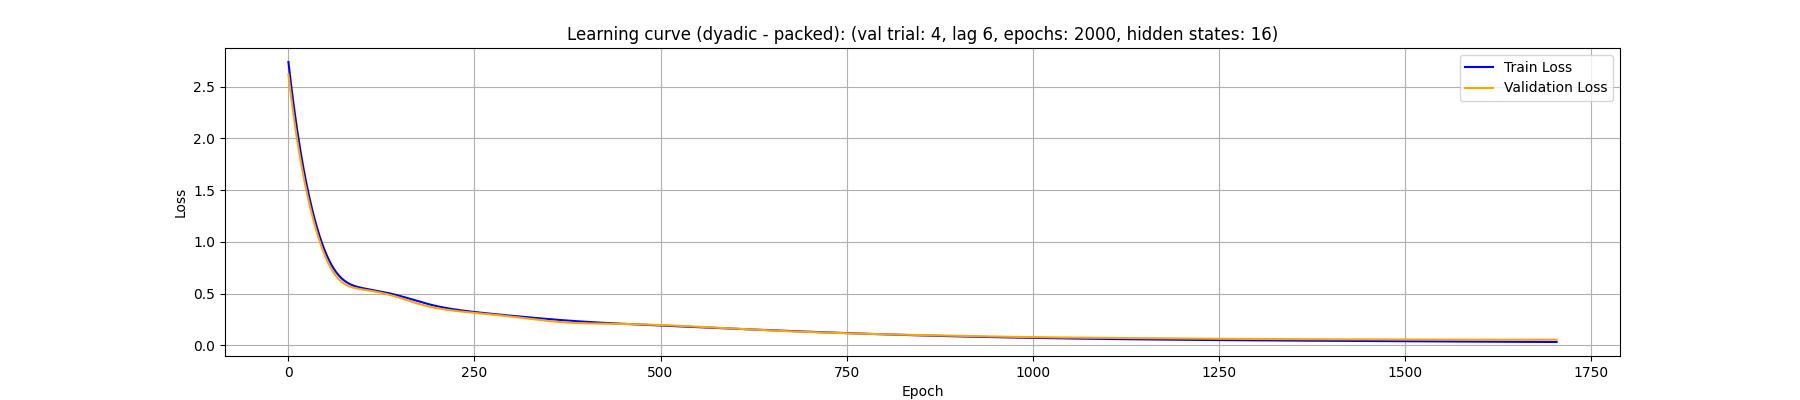 Learning curve (dyadic - packed): (val trial: 4, lag 6, epochs: 2000, hidden states: 16)
Train Loss
Validation Loss
2.5
2.0
1.5
1.0
0.5
0.0
Loss
0 250 500 750 1000 1250 1500 1750
Epoch